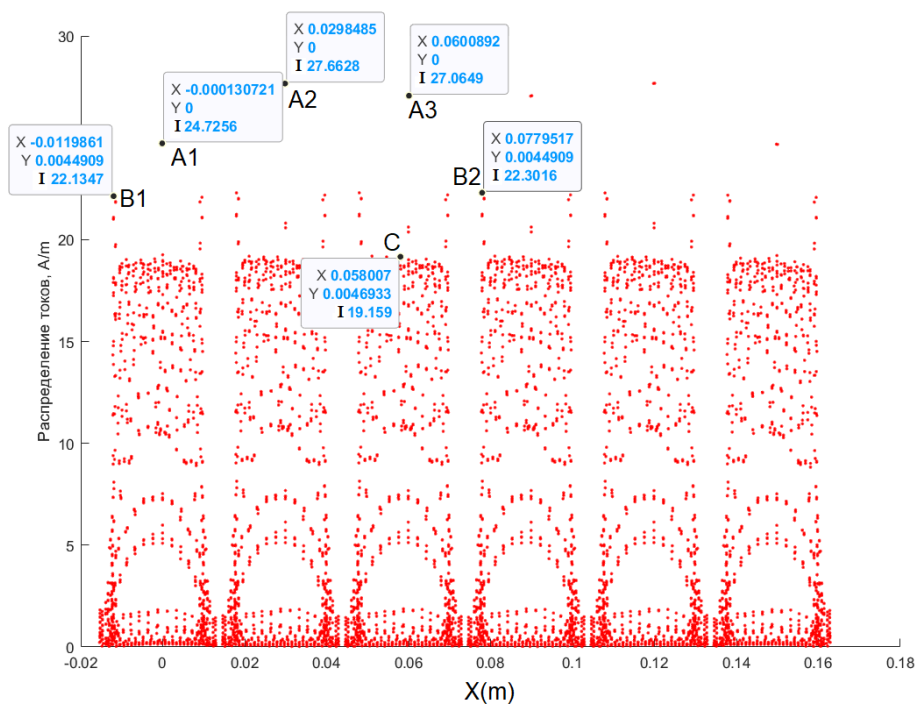 30
X 0.0298485
Y 0
I 27.6628
X 0.0600892
Y 0
I 27.0649
A2
A3
X -0.000130721
Y 0
I 24.7256
A1
X 0.0779517
Y 0.0044909
I 22.3016
X -0.0119861
Y 0.0044909
I 22.1347
B1
B2
20
C
X 0.058007
Y 0.0046933
I 19.159
15
10
5
0
Распределение токов, А/m
-0.02
0
0.02
0.04
0.06
0.08
0.1
0.12
0.14
0.16
0.18
X(m)